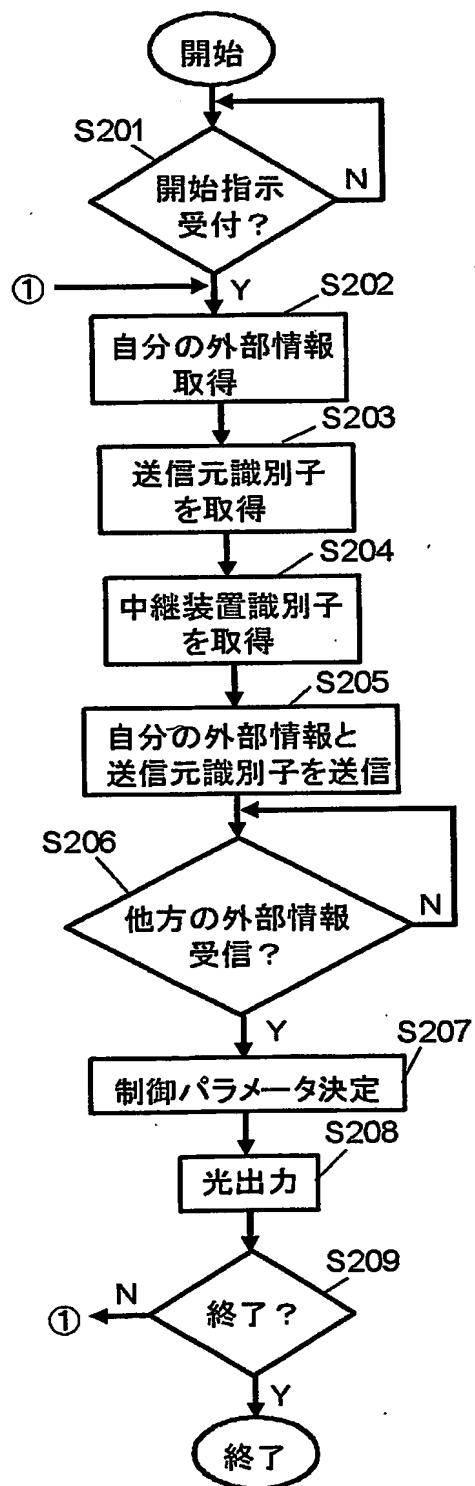 開始
S201
開始指示
受付？
N
Y
①
S202
自分の外部情報
取得
S203
送信元識別子
を取得
S204
中継装置識別子
を取得
S205
自分の外部情報と
送信元識別子を送信
S206
他方の外部情報
受信？
N
Y
S207
制御パラメータ決定
S208
光出力
S209
終了？
N
①
Y
終了